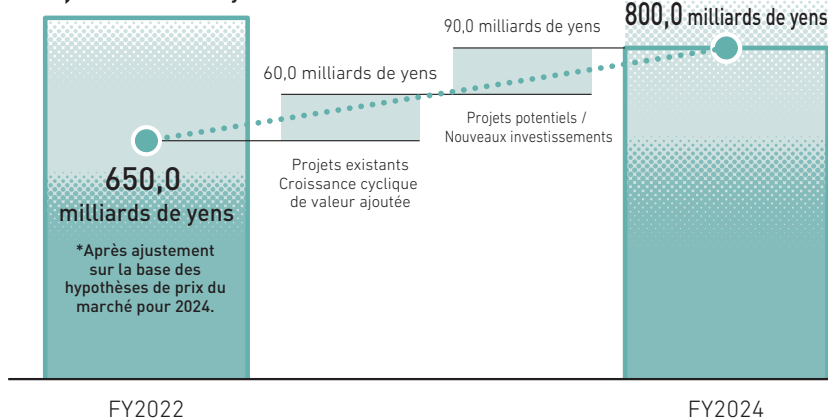 800,0 milliards de yens
90,0 milliards de yens
60,0 milliards de yens
Projets potentiels /
Nouveaux investissements
Projets existants
Croissance cyclique
de valeur ajoutée
650,0
milliards de yens
*Après ajustement
sur la base des
hypothèses de prix du
marché pour 2024.
FY2022
FY2024